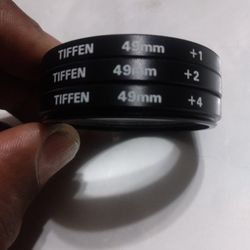 TIFFEN 49mm +1
TIFFEN 49mm +2
TIFFEN 49mm +4